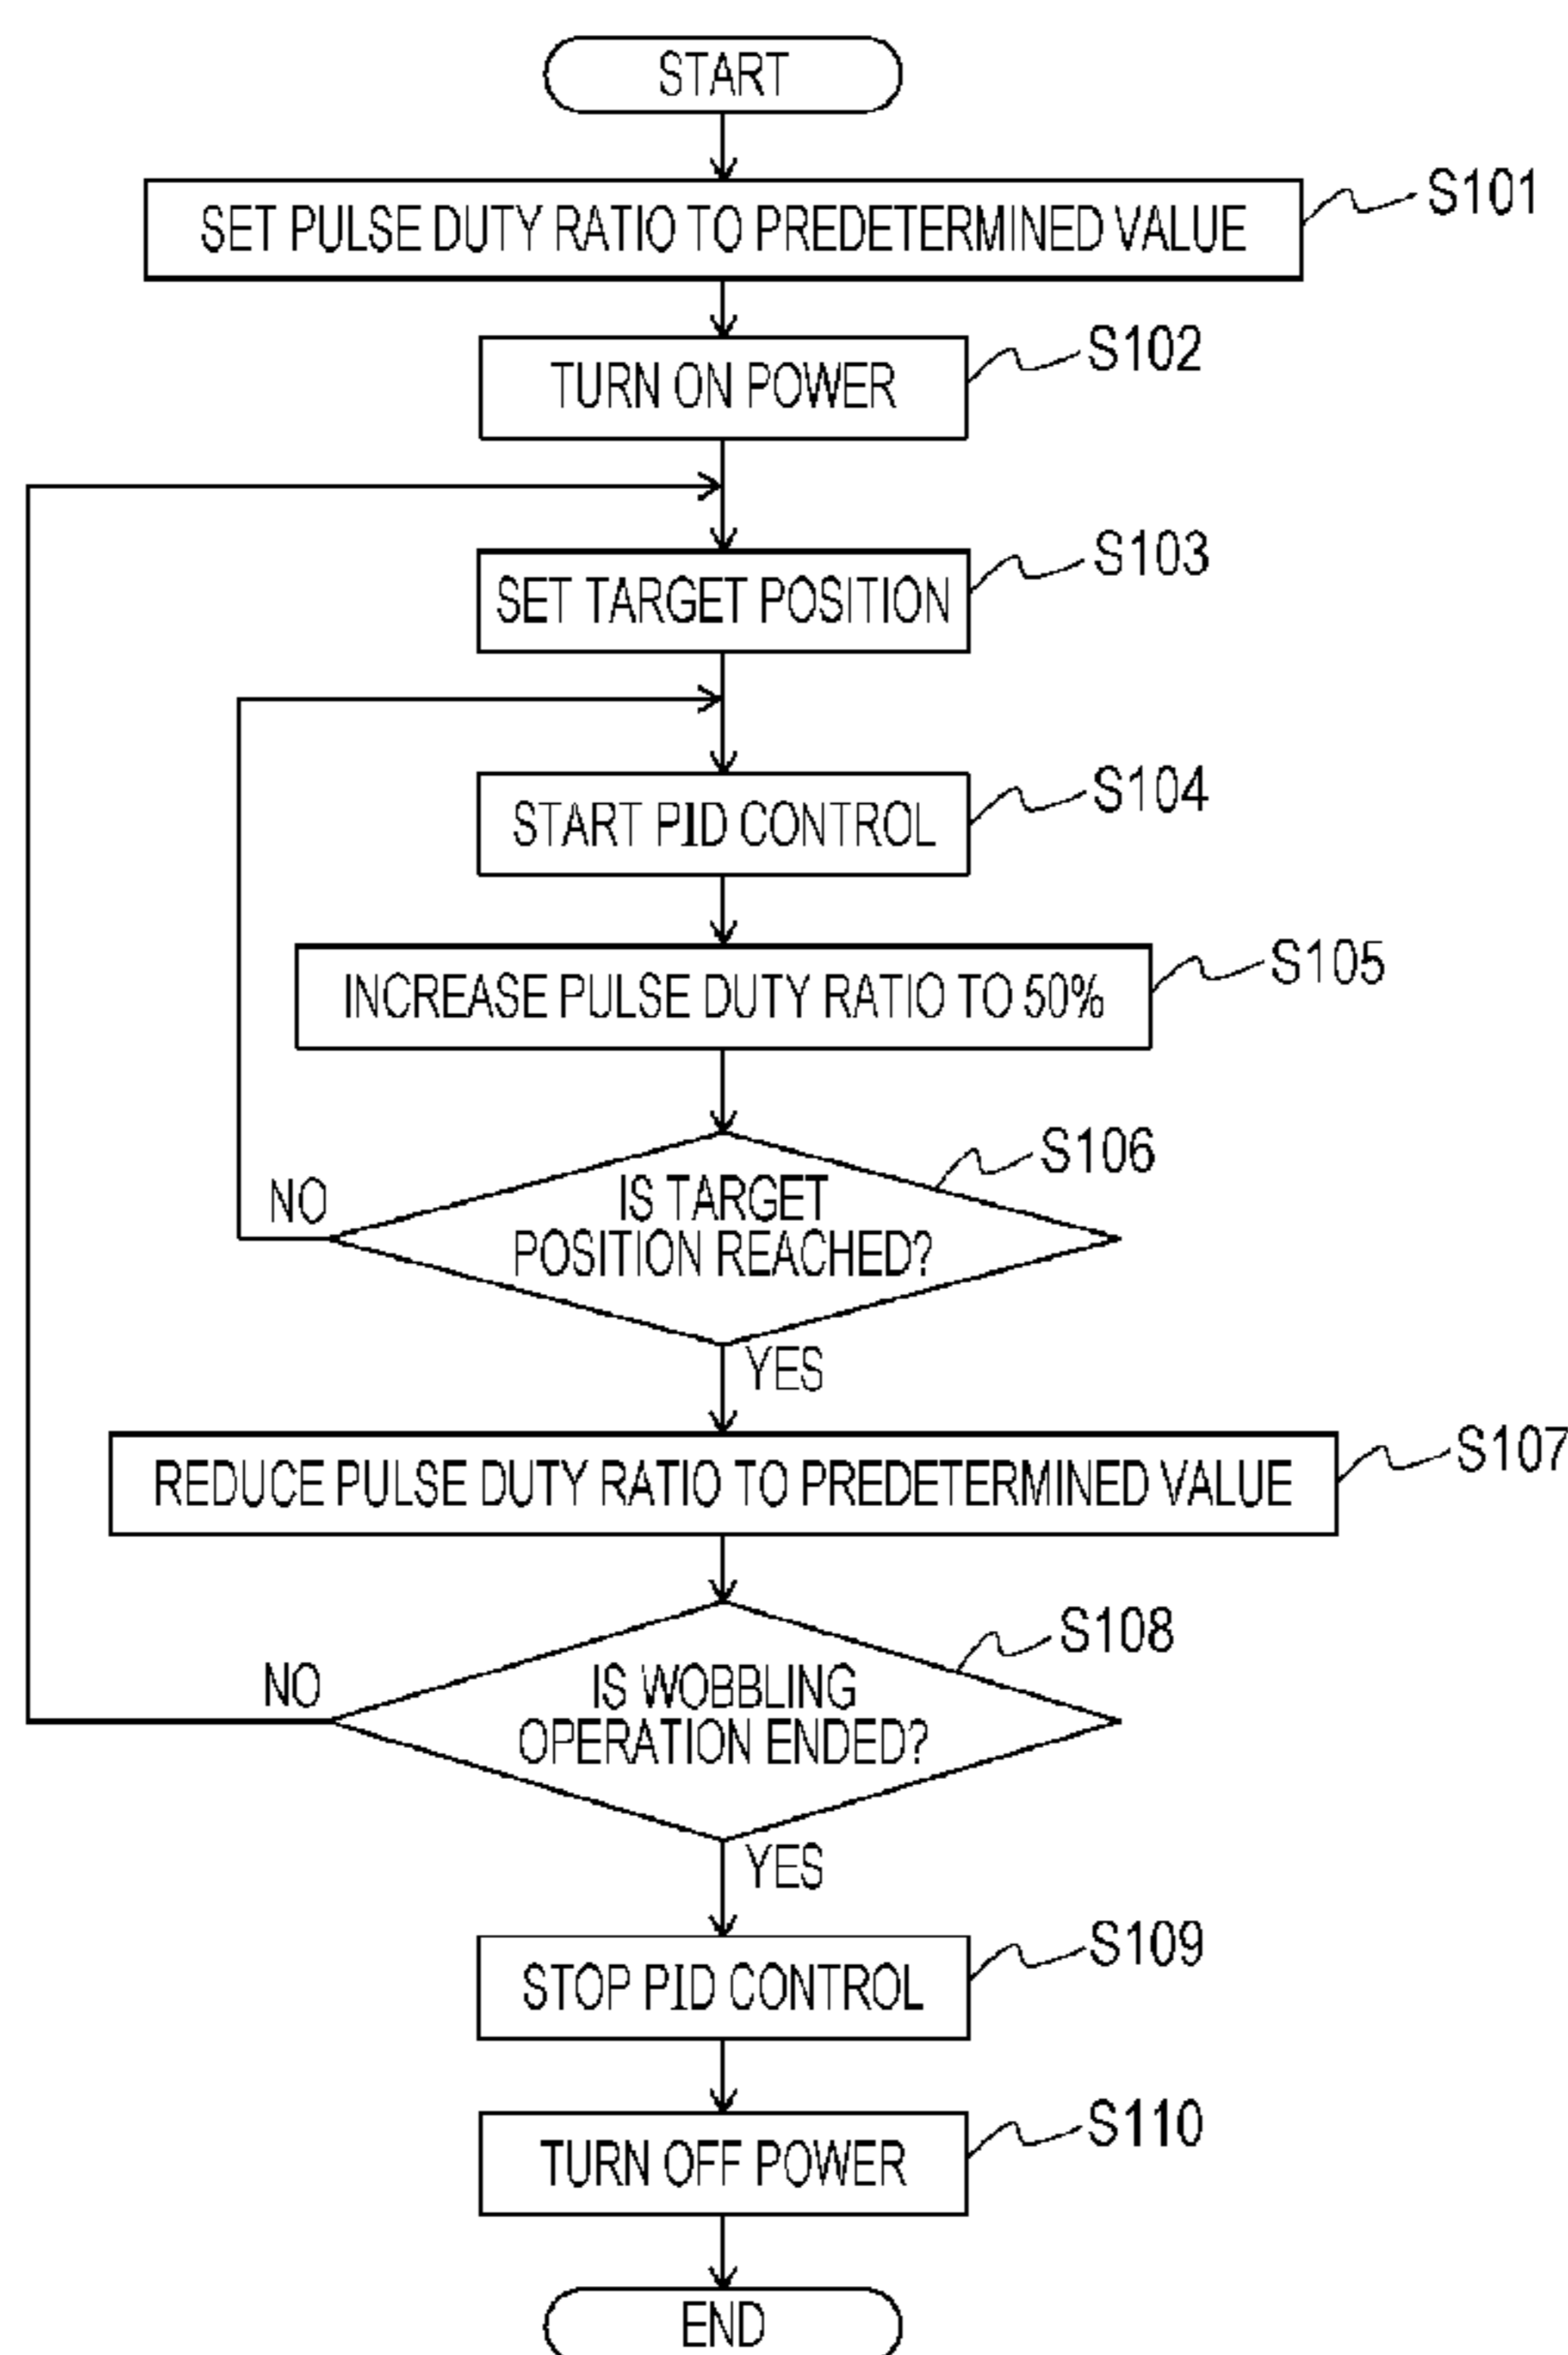 START
SET PULSE DUTY RATIO TO PREDETERMINED VALUE
S101
TURN ON POWER
S102
SET TARGET POSITION
S103
START PID CONTROL
S104
INCREASE PULSE DUTY RATIO TO 50%
S105
IS TARGET
POSITION REACHED?
S106
NO
YES
REDUCE PULSE DUTY RATIO TO PREDETERMINED VALUE
S107
IS WOBBLING
OPERATION ENDED?
S108
NO
YES
STOP PID CONTROL
S109
TURN OFF POWER
S110
END